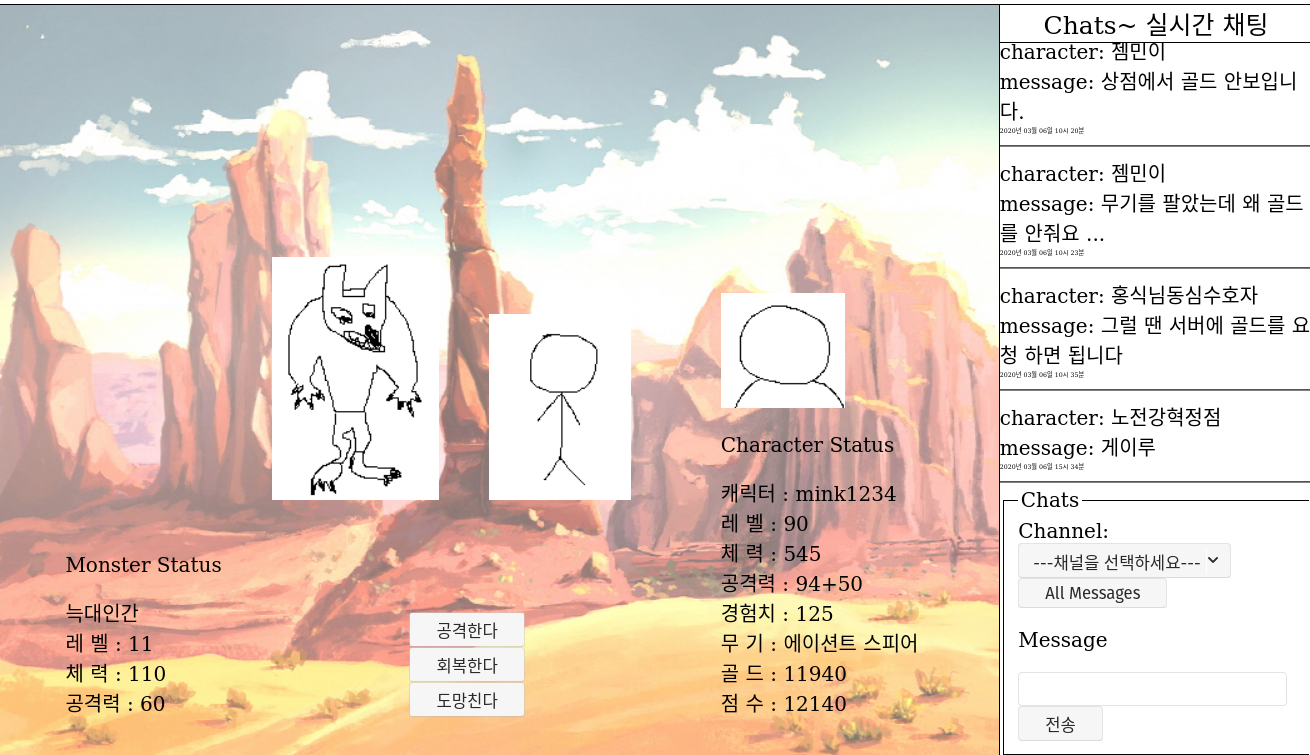 Chats~ 실시간 채팅
character: 젬민이
message: 상점에서 골드 안보입니
다.
2020년 03월 06일 10시 20분
character: 젬민이
message: 무기를 팔았는데 왜 골드
를 안줘요 ...
2020년 03월 06일 10시 23분
character: 홍식님동심수호자
message: 그럴 땐 서버에 골드를 요
청 하면 됩니다
2020년 03월 06일 10시 35분
character: 노전강혁정점
message: 게이루
2020년 03월 06일 15시 34분
Chats
Channel:
---채널을 선택하세요---
All Messages
Message
전송
Character Status
캐릭터 : mink1234
레 벨 : 90
체 력 : 545
공격력 : 94+50
경험치 : 125
무 기 : 에이션트 스피어
골 드 : 11940
점 수 : 12140
Monster Status
늑대인간
레 벨 : 11
체 력 : 110
공격력 : 60
공격한다
회복한다
도망친다